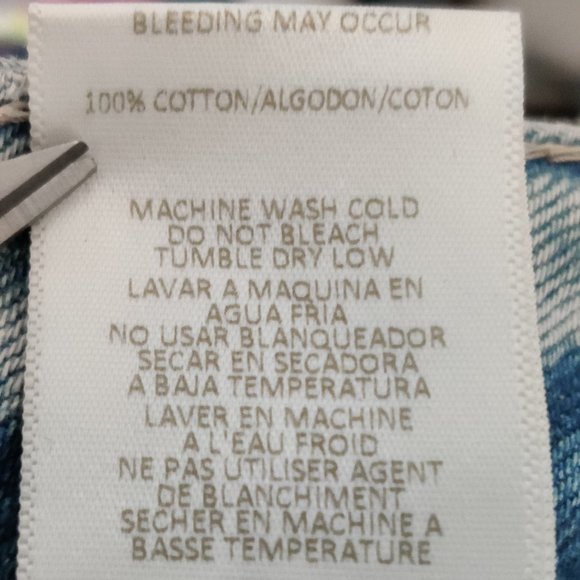 BLEEDING MAY OCCUR
100% COTTON/ALGODON/COTON
MACHINE WASH COLD
DO NOT BLEACH
TUMBLE DRY LOW
LAVAR A MAQUINA EN
AGUA FRIA
NO USAR BLANQUEADOR
SECAR EN SECADORA
A BAJA TEMPERATURA
LAVER EN MACHINE
A L'EAU FROID
NE PAS UTILISER AGENT
DE BLANCHIMENT
SECHER EN MACHINE A
BASSE TEMPERATURE